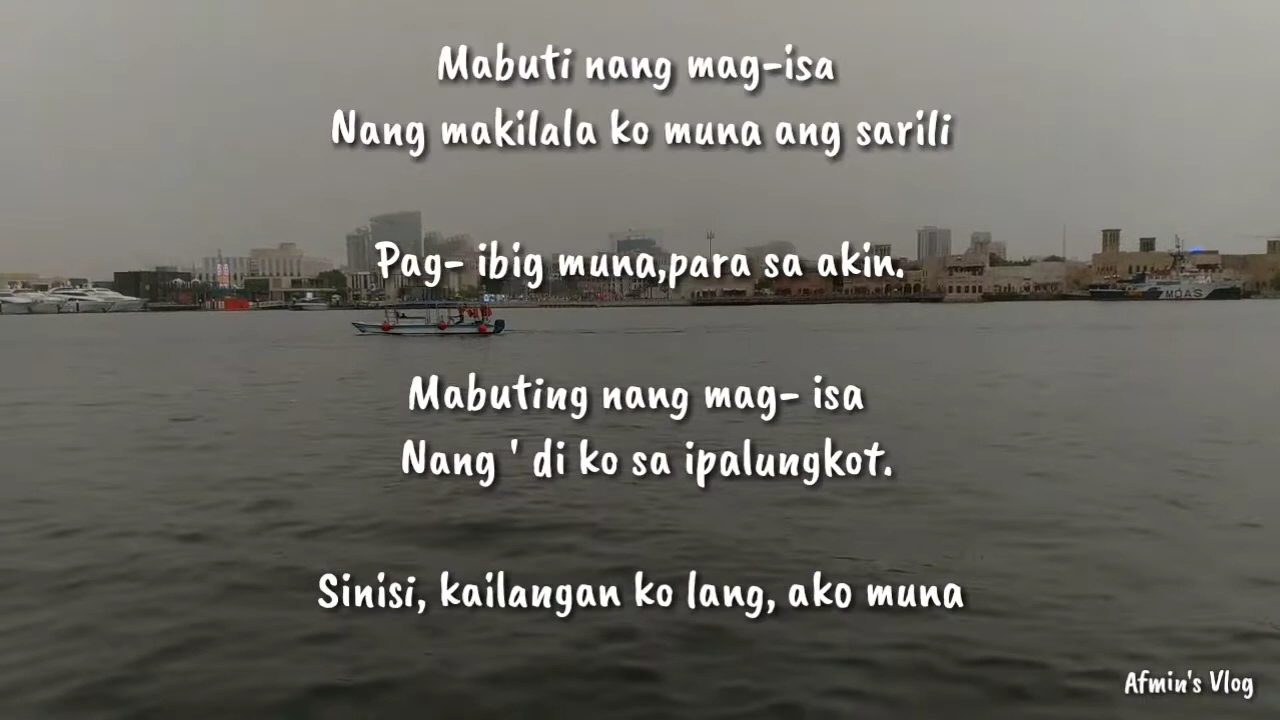 Mabuti nang mag-isa
Nang makilala ko muna ang sarili
Pag- ibig muna,para sa akin.
MDAS
Mabuting nang mag- isa
Nang ' di ko sa ipalungkot.
Sinisi, kailangan ko lang, ako muna
Afmin's Vlog